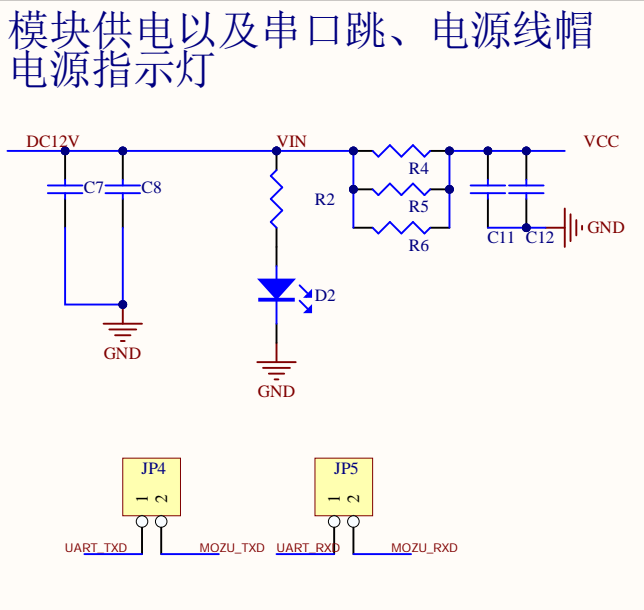 模块供电以及串口跳、电源线帽
电源指示灯
DC12V
VIN
VCC
R4
C7
C8
R2
R5
GND
C11
C12
R6
D2
GND
GND
JP4
JP5
1
2
1
2
UART_TXD
MOZU_TXD
UART_RXD
MOZU_RXD